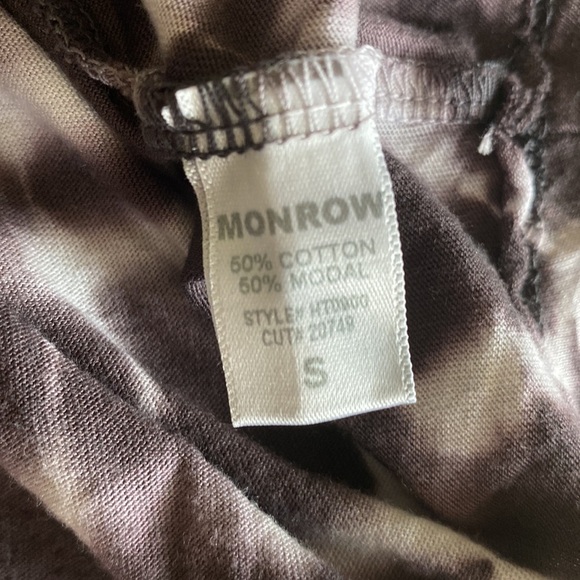 MONROW
50% COTTON
50% MODAL
STYLE# HT0900
CUT# 20749
S